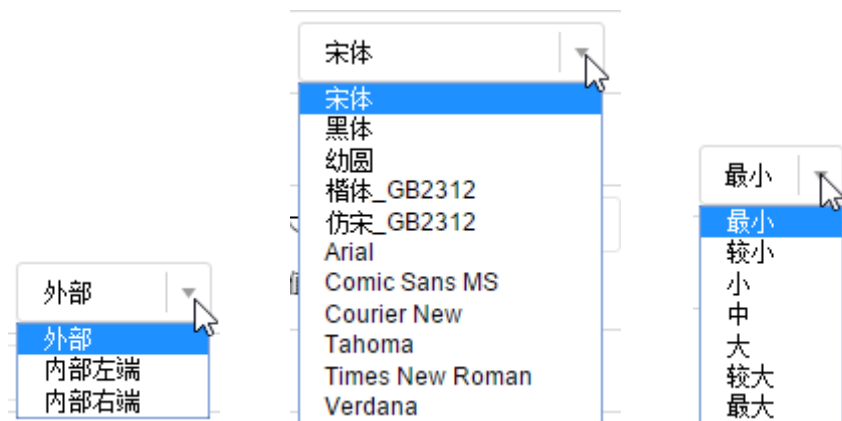 外部
外部
内部左端
内部右端
宋体
宋体
黑体
幼圆
楷体_GB2312
仿宋_GB2312
Arial
Comic Sans MS
Courier New
Tahoma
Times New Roman
Verdana
最小
最小
较小
小
中
大
较大
最大